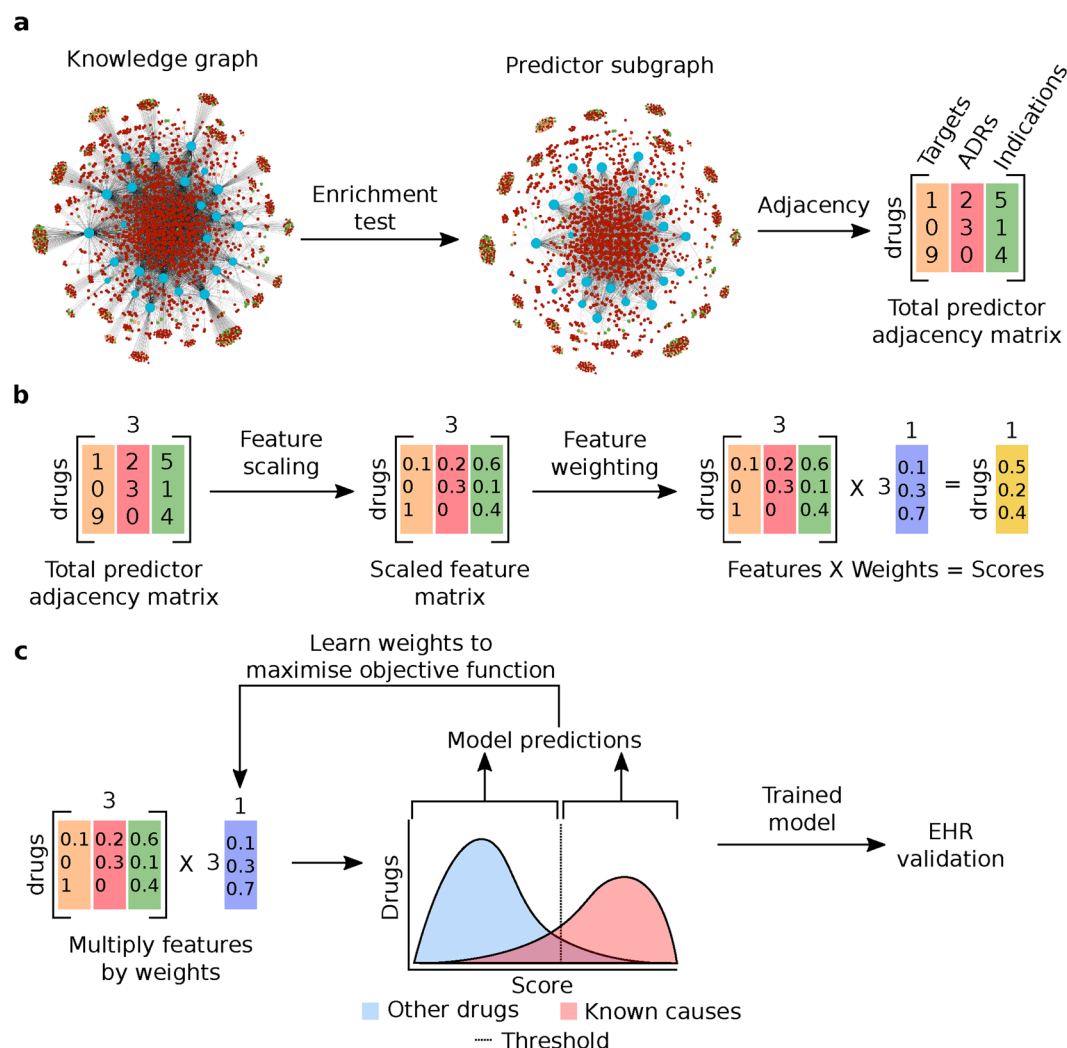 a
Knowledge graph
Predictor subgraph
Enrichment
test
Adjacency
Targets
ADRs
Indications
drugs
1 2 5
0 3 1
9 0 4
Total predictor
adjacency matrix
b
3
drugs
1 2 5
0 3 1
9 0 4
Total predictor
adjacency matrix
Feature
scaling
3
drugs
0.1 0.2 0.6
0 0.3 0.1
1 0 0.4
Scaled feature
matrix
Feature
weighting
3
drugs
0.1 0.2 0.6
0 0.3 0.1
1 0 0.4
X
3
1
0.1
0.3
0.7
=
1
drugs
0.5
0.2
0.4
Features X Weights = Scores
c
Learn weights to
maximise objective function
Model predictions
3
drugs
0.1 0.2 0.6
0 0.3 0.1
1 0 0.4
X
3
1
0.1
0.3
0.7
Multiply features
by weights
Drugs
Score
Other drugs
Known causes
Threshold
Trained
model
EHR
validation